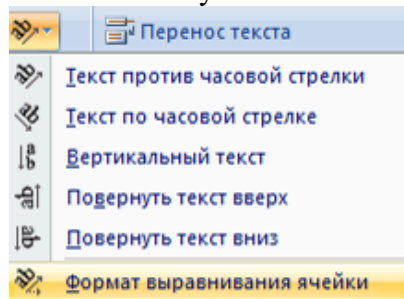 Перенос текста
Текст против часовой стрелки
Текст по часовой стрелке
Вертикальный текст
Повернуть текст вверх
Повернуть текст вниз
Формат выравнивания ячейки